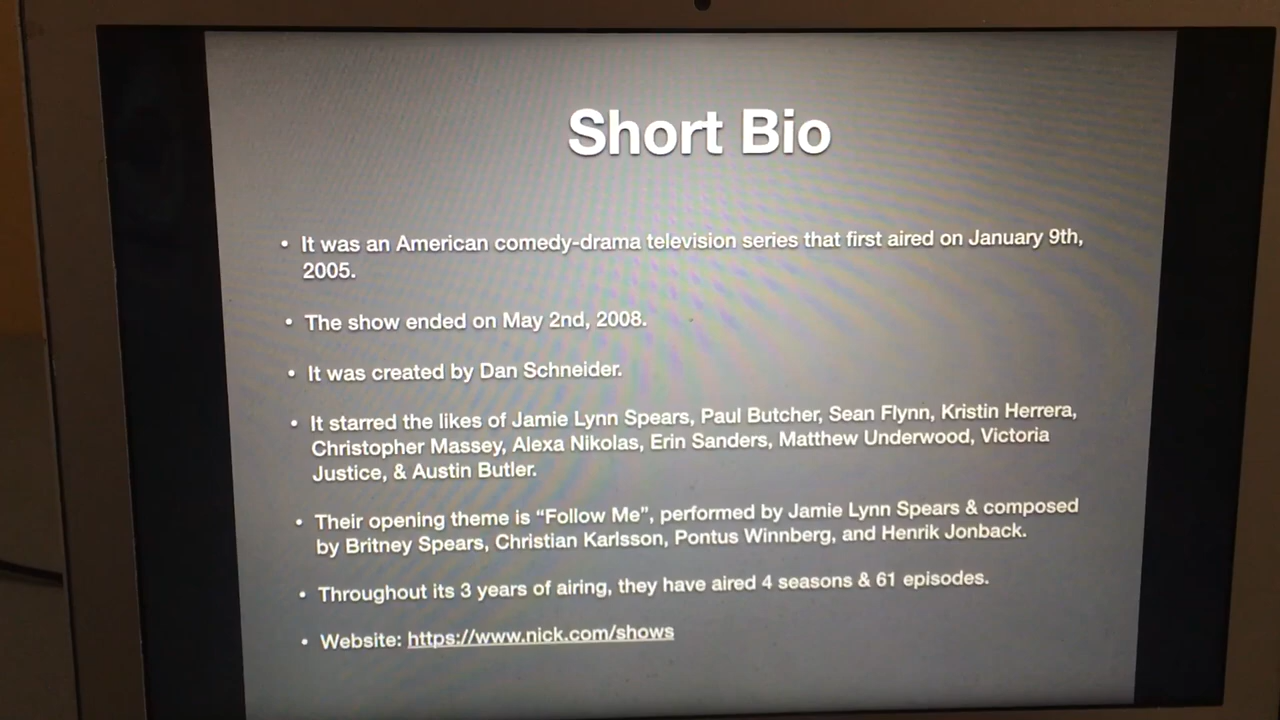 Short Bio
• It was an American comedy-drama television series that first aired on January 9th,
2005.
• The show ended on May 2nd, 2008.
• It was created by Dan Schneider.
• It starred the likes of Jamie Lynn Spears, Paul Butcher, Sean Flynn, Kristin Herrera,
Christopher Massey, Alexa Nikolas, Erin Sanders, Matthew Underwood, Victoria
Justice, & Austin Butler.
• Their opening theme is “Follow Me”, performed by Jamie Lynn Spears & composed
by Britney Spears, Christian Karlsson, Pontus Winnberg, and Henrik Jonback.
• Throughout its 3 years of airing, they have aired 4 seasons & 61 episodes.
• Website: https://www.nick.com/shows